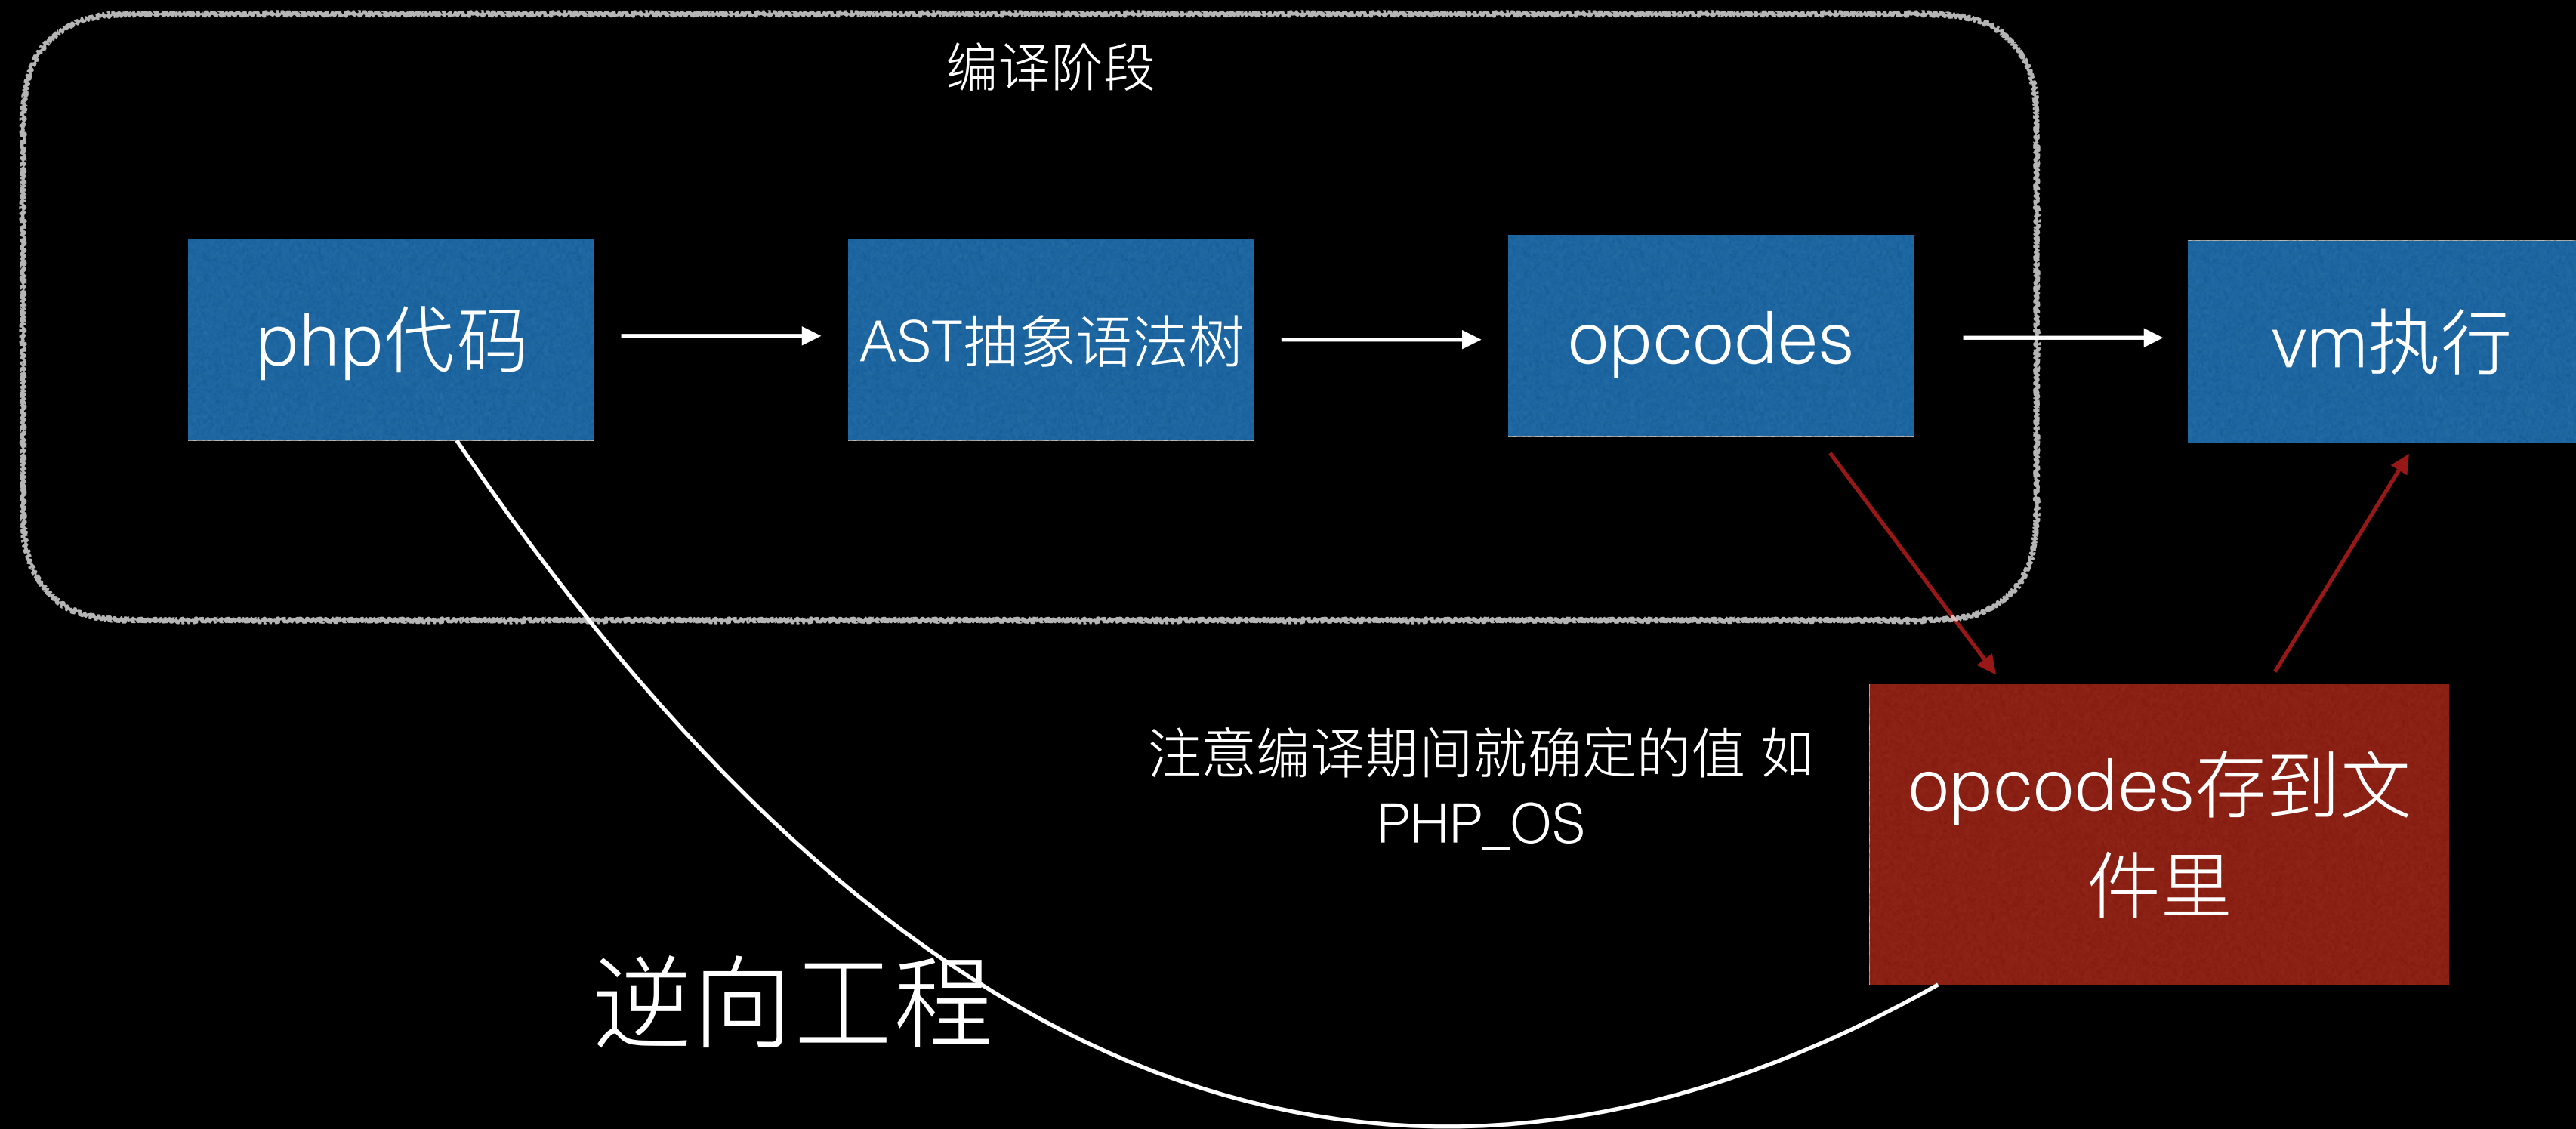 编译阶段
php代码
AST抽象语法树
opcodes
vm执行
注意编译期间就确定的值 如
PHP_OS
opcodes存到文
件里
逆向工程